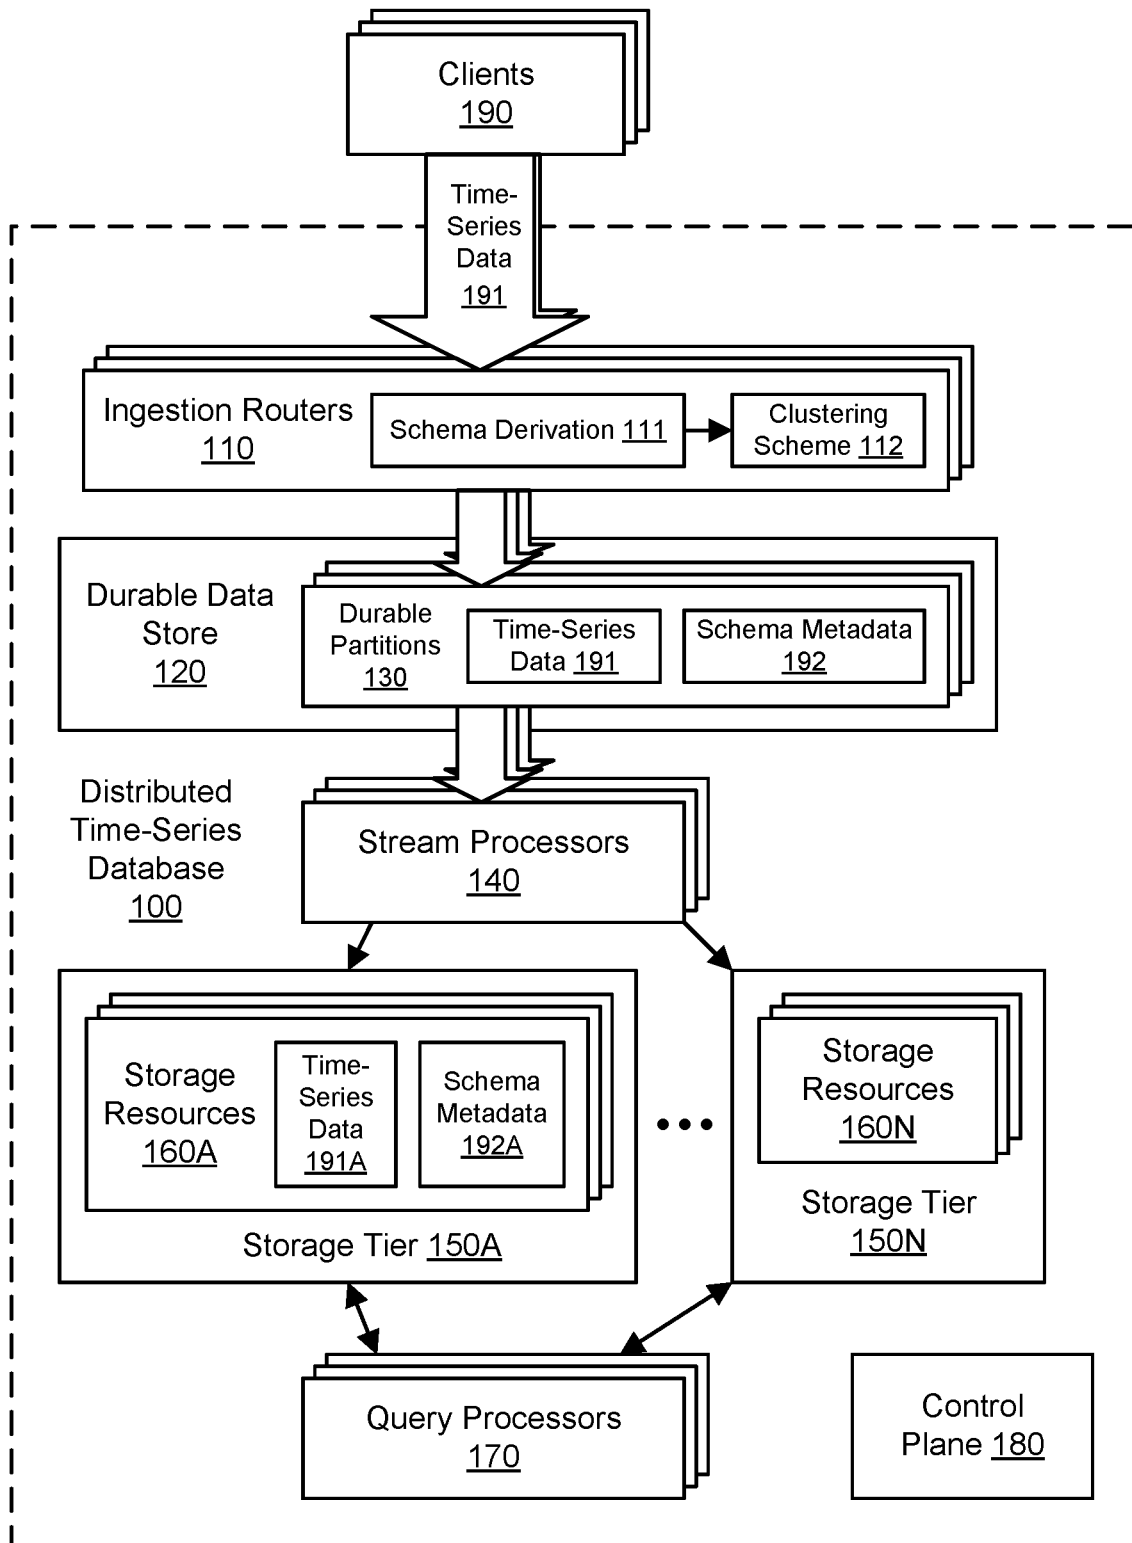 Clients
190
Time-
Series
Data
191
Ingestion Routers
110
Schema Derivation 111
Clustering
Scheme 112
Durable Data
Store
120
Durable
Partitions
130
Time-Series
Data 191
Schema Metadata
192
Distributed
Time-Series
Database
100
Stream Processors
140
Storage
Resources
160A
Time-
Series
Data
191A
Schema
Metadata
192A
Storage Tier 150A
Storage
Resources
160N
Storage Tier
150N
Query Processors
170
Control
Plane 180